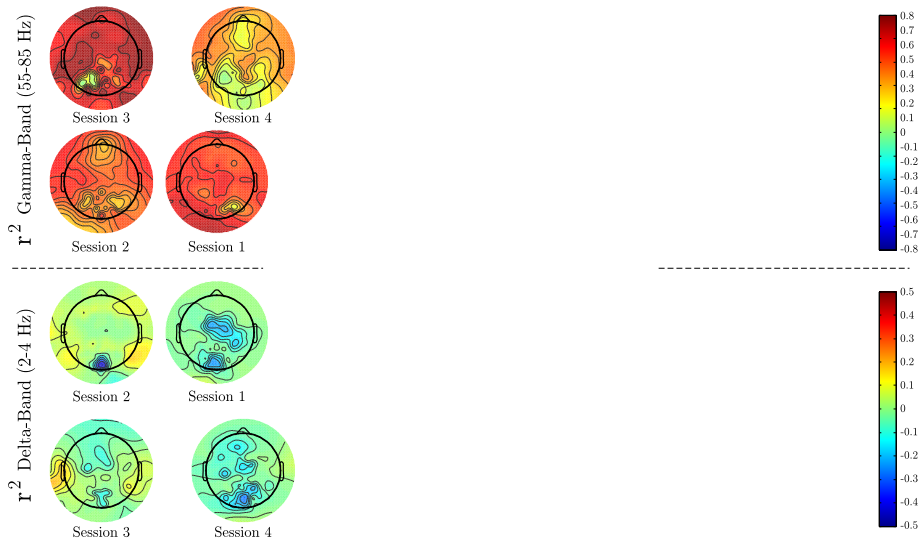 r² Gamma-Band (55-85 Hz)
Session 3
Session 4
Session 2
Session 1
0.8
0.8
0.6
0.5
0.4
0.2
0.1
0
-0.1
-0.2
-0.3
-0.4
-0.5
-0.6
-0.7
-0.8
r² Delta-Band (2-4 Hz)
Session 2
Session 1
Session 3
Session 4
0.5
0.4
0.3
0.2
0.1
0
-0.1
-0.2
-0.3
-0.4
-0.5